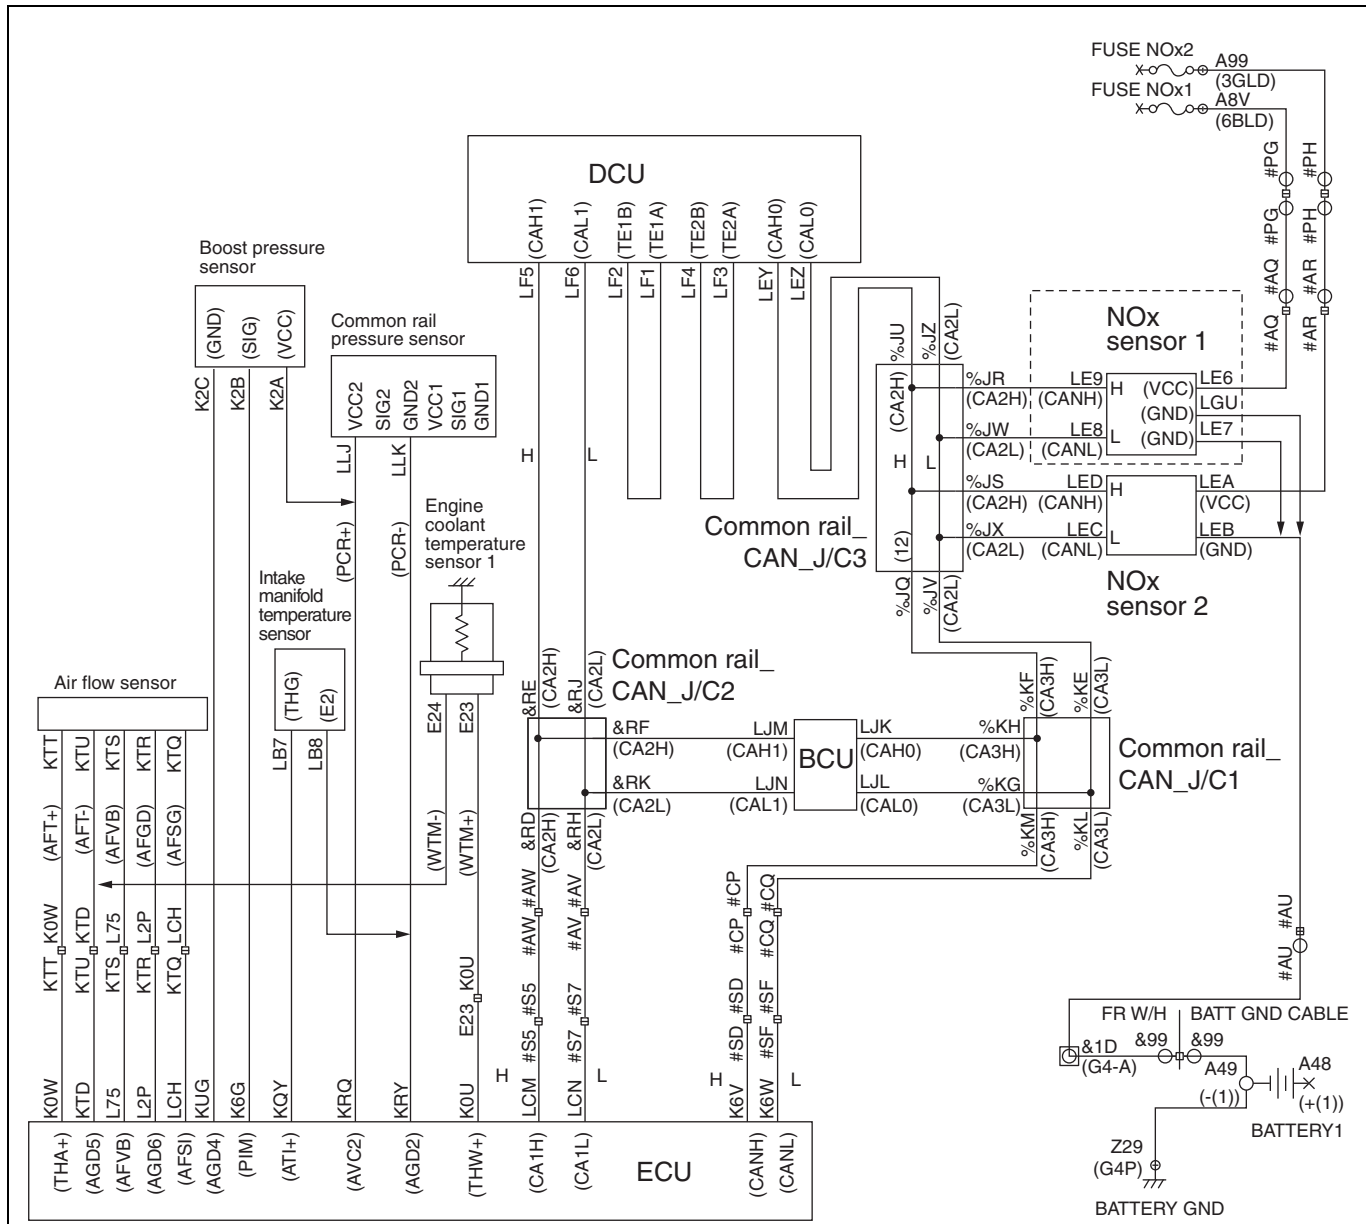 FUSE NOx2
A99
(3GLD)
FUSE NOx1
A8V
(6BLD)
#PG
#PH
#PG
#PH
#AQ
#AR
#AQ
#AR
DCU
(CAH1)
(CAL1)
(TE1B)
(TE1A)
(TE2B)
(TE2A)
(CAH0)
(CAL0)
LF5
LF6
LF2
LF1
LF4
LF3
LEY
LEZ
Boost pressure
sensor
(GND)
(SIG)
(VCC)
K2C
K2B
K2A
Common rail
pressure sensor
VCC2
SIG2
GND2
VCC1
SIG1
GND1
LLJ
LLK
(PCR+)
(PCR-)
H
L
%JU
%JZ
(CA2L)
(CA2H)
H
L
(12)
%JR
(CA2H)
%JW
(CA2L)
%JS
(CA2H)
%JX
(CA2L)
NOx
sensor 1
LE9
(CANH)
H
(VCC)
LE6
(GND)
LGU
LE8
(CANL)
L
(GND)
LE7
LED
(CANH)
H
LEA
(VCC)
LEC
(CANL)
L
LEB
(GND)
NOx
sensor 2
Common rail_
CAN_J/C3
%JQ
%JV
(CA2L)
Engine
coolant
temperature
sensor 1
E24
E23
(WTM-)
(WTM+)
Intake
manifold
temperature
sensor
(THG)
(E2)
LB7
LB8
Air flow sensor
KTT
KTU
KTS
KTR
KTQ
(AFT+)
(AFT-)
(AFVB)
(AFGD)
(AFSG)
K0W
KTD
L75
L2P
LCH
KTT
KTU
KTS
KTR
KTQ
Common rail_
CAN_J/C2
&RE
(CA2H)
&RJ
(CA2L)
&RF
(CA2H)
&RK
(CA2L)
&RD
(CA2H)
&RH
(CA2L)
LJM
(CAH1)
LJN
(CAL1)
BCU
LJK
(CAH0)
LJL
(CAL0)
%KF
(CA3H)
%KE
(CA3L)
%KH
(CA3H)
%KG
(CA3L)
%KM
(CA3H)
%KL
(CA3L)
Common rail_
CAN_J/C1
#AW
#AV
#AW
#AV
#S5
#S7
#S5
#S7
H
L
#CP
#CQ
#CP
#CQ
#SD
#SF
#SD
#SF
H
L
K0U
E23
#AU
#AU
FR W/H
BATT GND CABLE
&1D
(G4-A)
&99
&99
A49
(-(1))
A48
(+(1))
BATTERY1
Z29
(G4P)
BATTERY GND
K0W
KTD
L75
L2P
LCH
KUG
K6G
KQY
KRQ
KRY
K0U
LCM
LCN
K6V
K6W
(THA+)
(AGD5)
(AFVB)
(AGD6)
(AFSI)
(AGD4)
(PIM)
(ATI+)
(AVC2)
(AGD2)
(THW+)
(CA1H)
(CA1L)
ECU
(CANH)
(CANL)